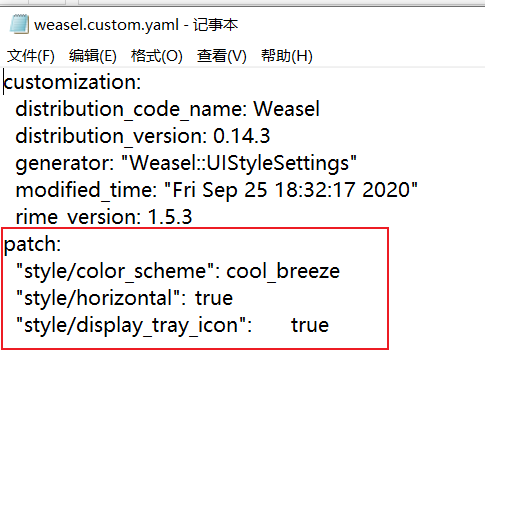 weasel.custom.yaml - 记事本
文件(F) 编辑(E) 格式(O) 查看(V) 帮助(H)
customization:
  distribution_code_name: Weasel
  distribution_version: 0.14.3
  generator: "Weasel::UIStyleSettings"
  modified_time: "Fri Sep 25 18:32:17 2020"
  rime_version: 1.5.3
patch:
  "style/color_scheme": cool_breeze
  "style/horizontal": true
  "style/display_tray_icon":      true